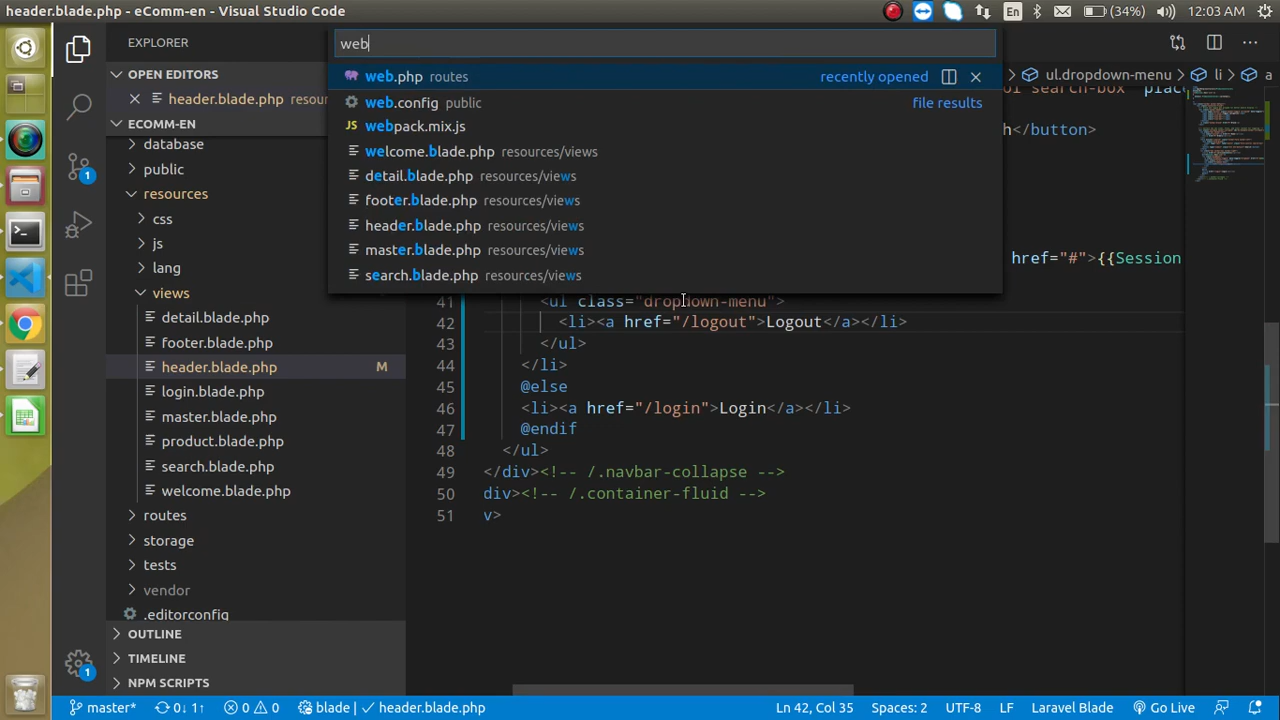 header.blade.php - eComm-en - Visual Studio Code
En
(34%)
12:03 AM
EXPLORER
OPEN EDITORS
header.blade.php resour
ECOMM-EN
database
public
resources
css
js
lang
views
detail.blade.php
footer.blade.php
header.blade.php M
login.blade.php
master.blade.php
product.blade.php
search.blade.php
welcome.blade.php
routes
storage
tests
vendor
.editorconfig
OUTLINE
TIMELINE
NPM SCRIPTS
1
1
web
web.php routes recently opened
web.config public file results
JS webpack.mix.js
welcome.blade.php resources/views
detail.blade.php resources/views
footer.blade.php resources/views
header.blade.php resources/views
master.blade.php resources/views
search.blade.php resources/views
ul.dropdown-menu > li > a
search-box" plac
h</button>
href="#">{{Session
41 <ul class="dropdown-menu">
42 <li><a href="/logout">Logout</a></li>
43 </ul>
44 </li>
45 @else
46 <li><a href="/login">Login</a></li>
47 @endif
48 </ul>
49 </div><!-- /.navbar-collapse -->
50 div><!-- /.container-fluid -->
51 v>
master* 0↓ 1↑ 0 0 blade | ✓ header.blade.php Ln 42, Col 35 Spaces: 2 UTF-8 LF Laravel Blade Go Live